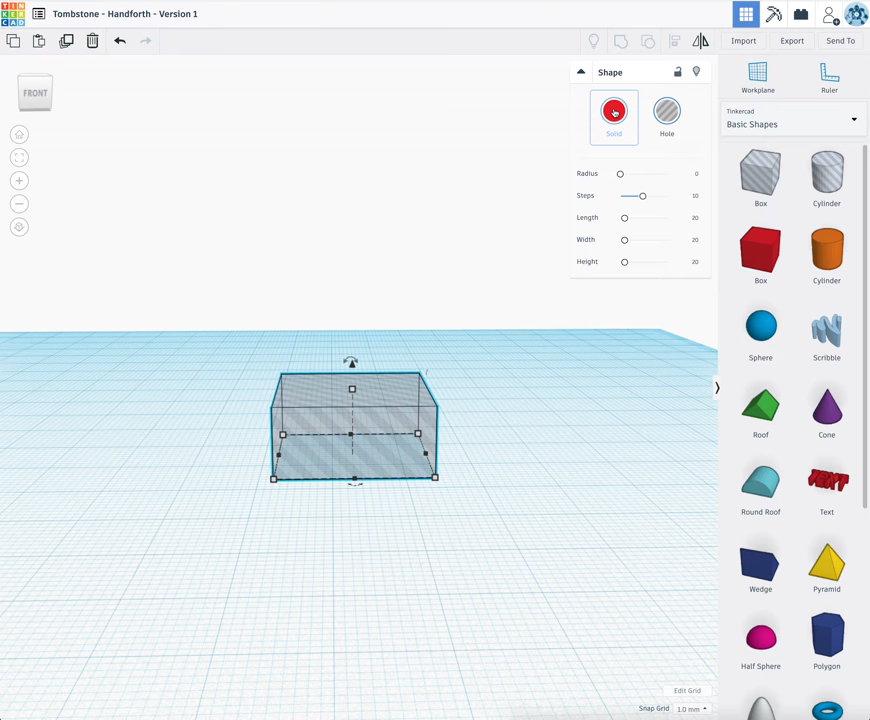 TIN
KER
CAD
Tombstone - Handforth - Version 1
Import
Export
Send To
FRONT
Shape
Solid
Hole
Radius 0
Steps 10
Length 20
Width 20
Height 20
Workplane
Ruler
Tinkercad
Basic Shapes
Box
Cylinder
Box
Cylinder
Sphere
Scribble
Roof
Cone
Round Roof
TEXT
Text
Wedge
Pyramid
Half Sphere
Polygon
Edit Grid
Snap Grid 1.0 mm